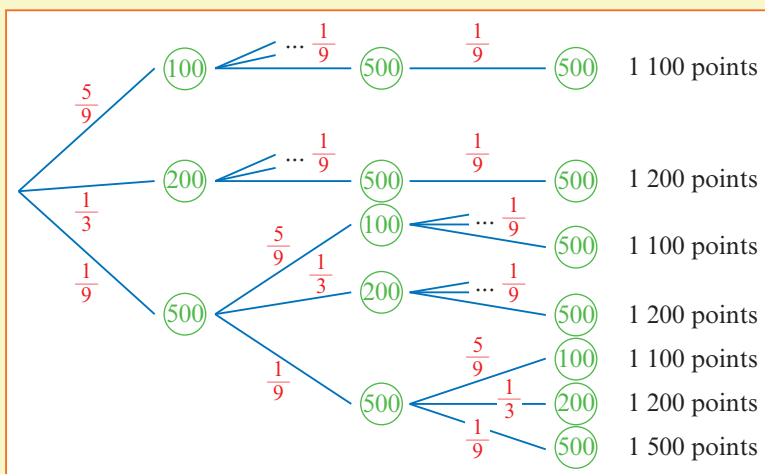 100 ... 1/9 500 1/9 500 1 100 points
5/9
200 ... 1/9 500 1/9 500 1 200 points
1/3
100 ... 1/9 500 1 100 points
5/9
1/3
1/9
500 200 ... 1/9 500 1 200 points
5/9 100 1 100 points
1/9
500 1/3 200 1 200 points
1/9 500 1 500 points